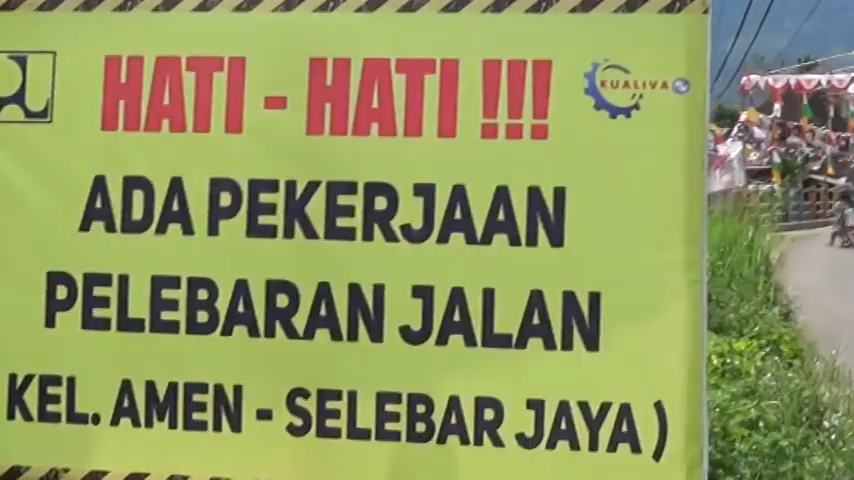 HATI - HATI !!!
KUALIVA
ADA PEKERJAAN
PELEBARAN JALAN
KEL. AMEN - SELEBAR JAYA )